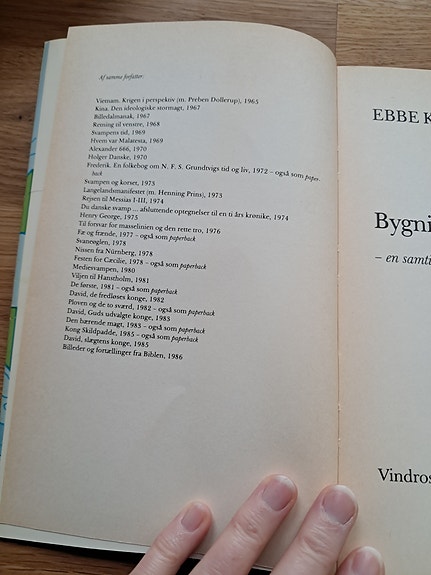 Af samme forfatter:
Vietnam. Krigen i perspektiv (m. Preben Dollerup), 1965
Kina. Den ideologiske stormagt, 1967
Billedalmanak, 1967
Retning til venstre, 1968
Svampens tid, 1969
Hvem var Malatesta, 1969
Alexander 666, 1970
Holger Danske, 1970
Frederik. En folkebog om N. F. S. Grundtvigs tid og liv, 1972 – også som paper-
back
Svampen og korset, 1973
Langelandsmanifestet (m. Henning Prins), 1973
Rejsen til Messias I-III, 1974
Du danske svamp ... afsluttende optegnelser til en ti års krønike, 1974
Henry George, 1975
Til forsvar for masselinien og den rette tro, 1976
Fæ og frænde, 1977 – også som paperback
Svaneøglen, 1978
Nissen fra Nürnberg, 1978
Festen for Cæcilie, 1978 – også som paperback
Mediesvampen, 1980
Viljen til Hanstholm, 1981
De første, 1981 – også som paperback
David, de fredløses konge, 1982
Ploven og de to sværd, 1982 – også som paperback
David, Guds udvalgte konge, 1983
Den bærende magt, 1983 – også som paperback
Kong Skildpadde, 1985 – også som paperback
David, slægtens konge, 1985
Billeder og fortællinger fra Biblen, 1986
EBBE K
Bygni
– en samti
Vindros